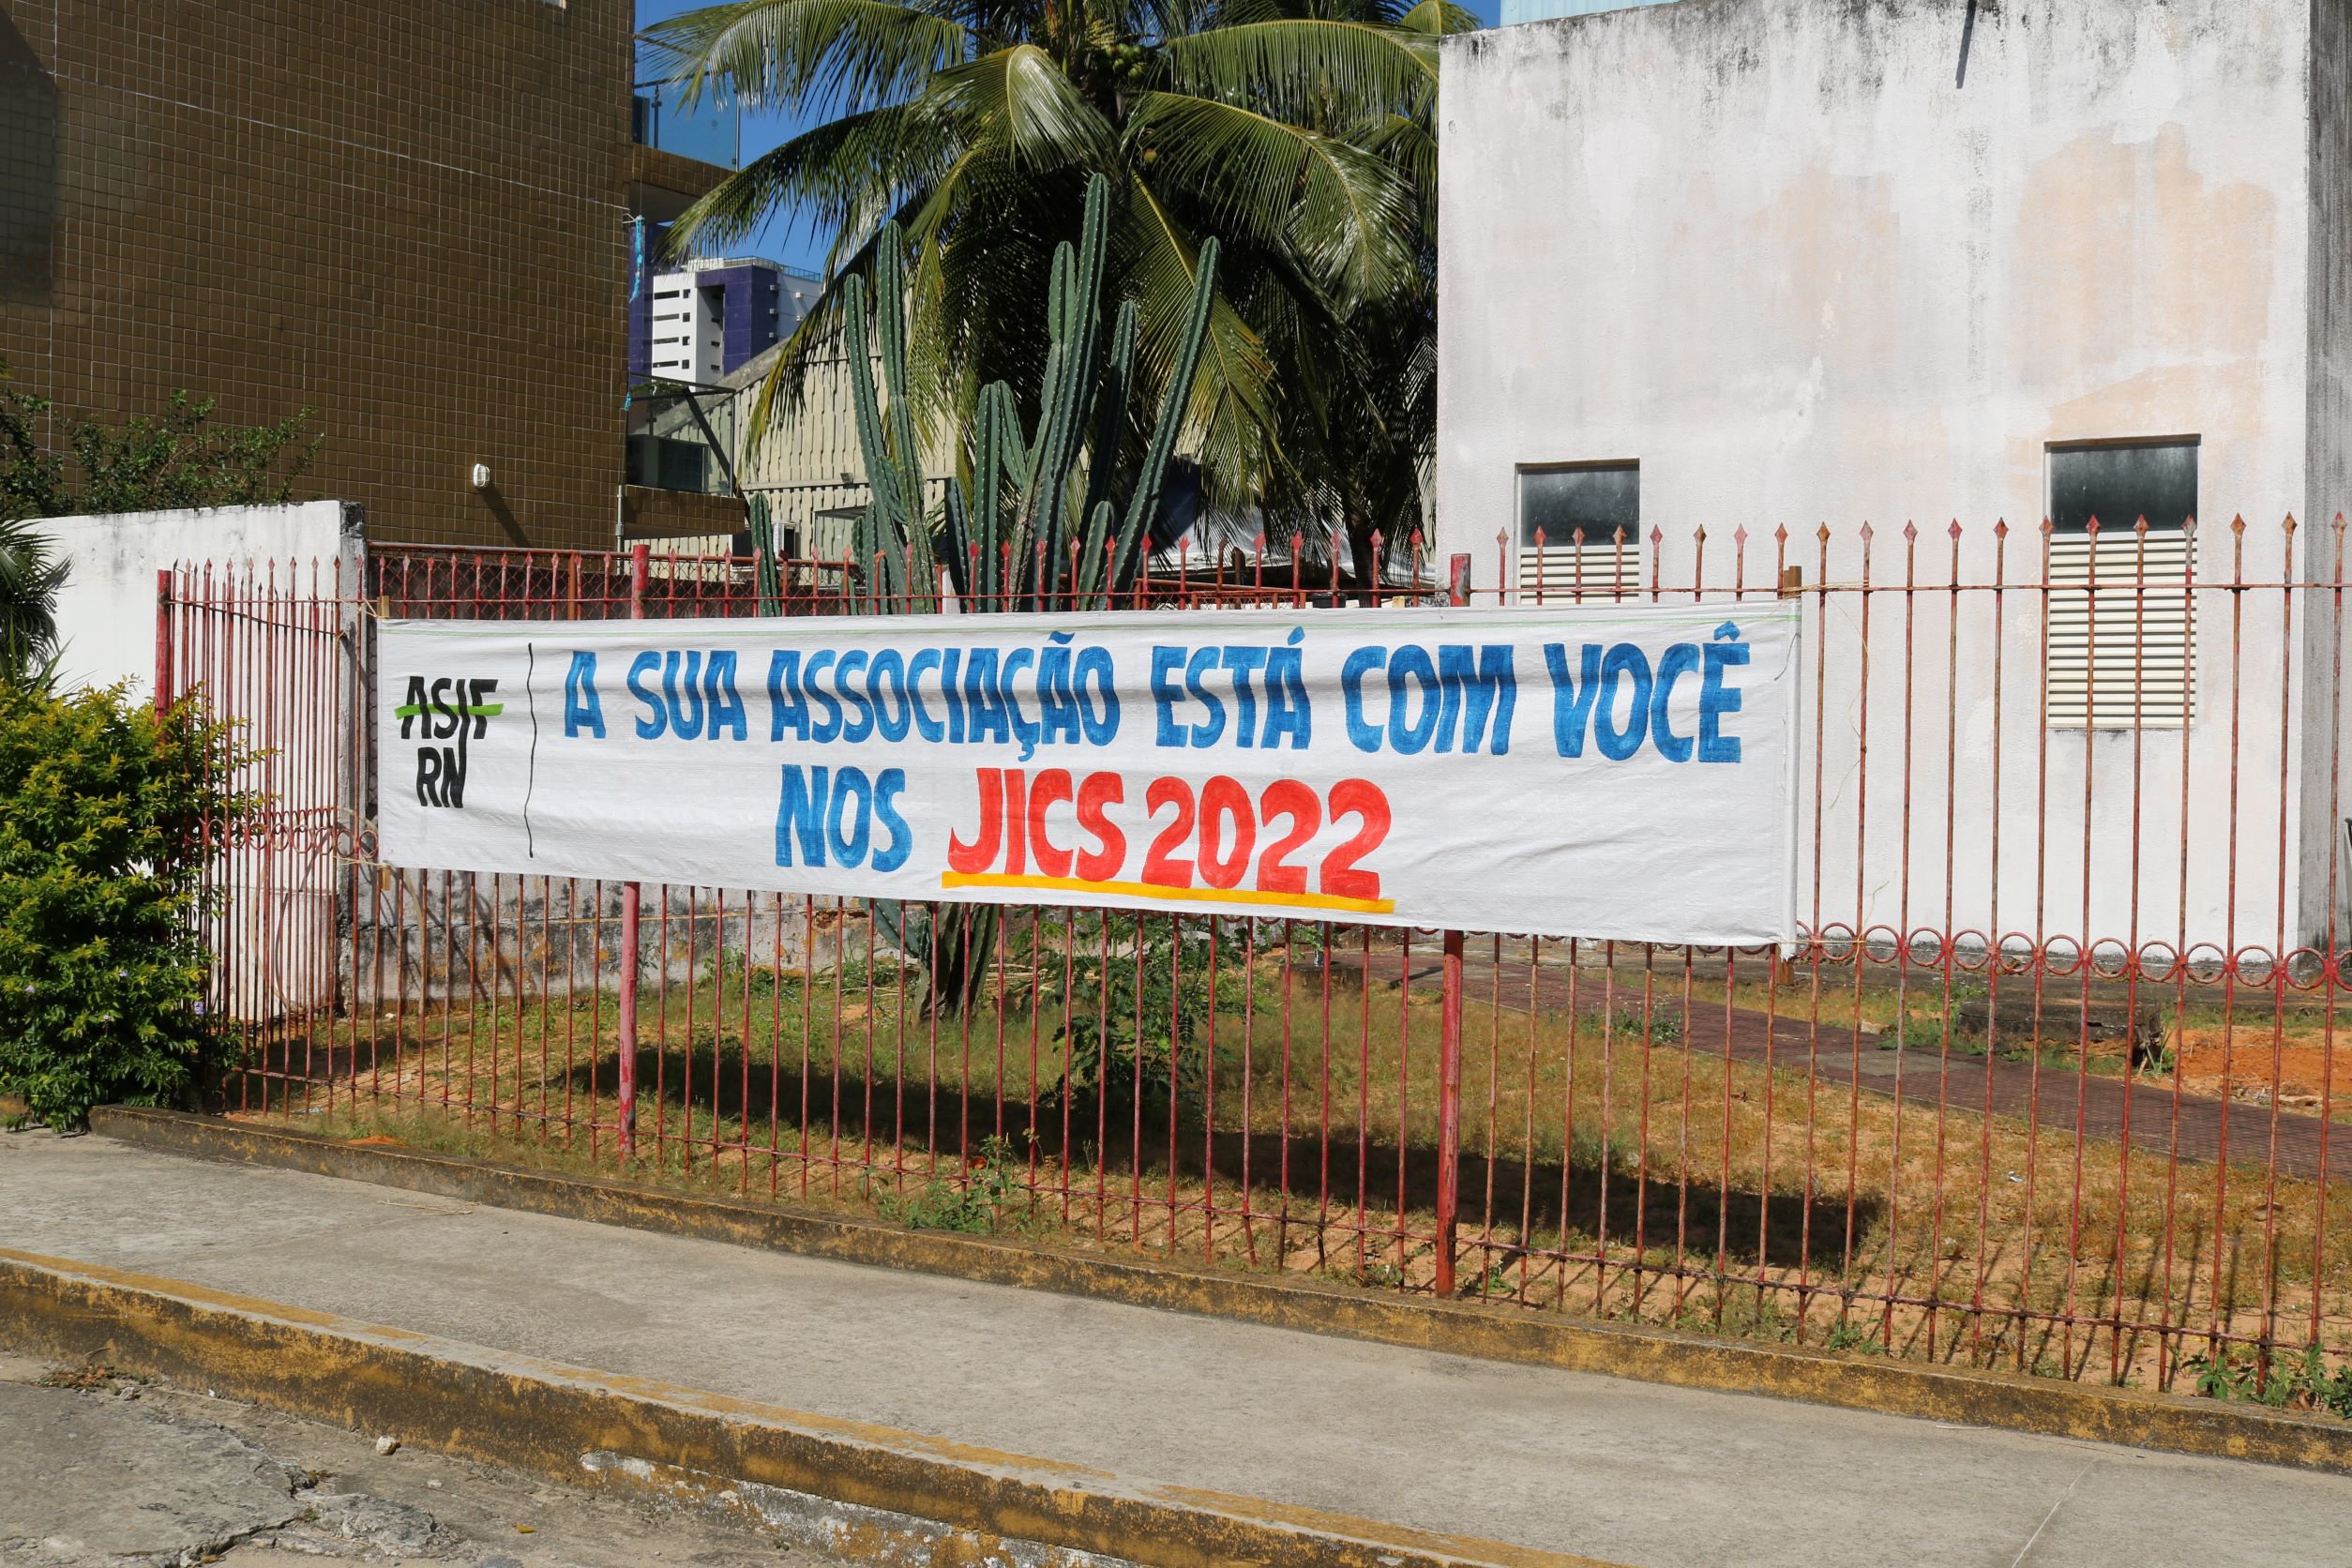 ASIF
RN
A SUA ASSOCIAÇÃO ESTÁ COM VOCÊ
NOS JICS 2022